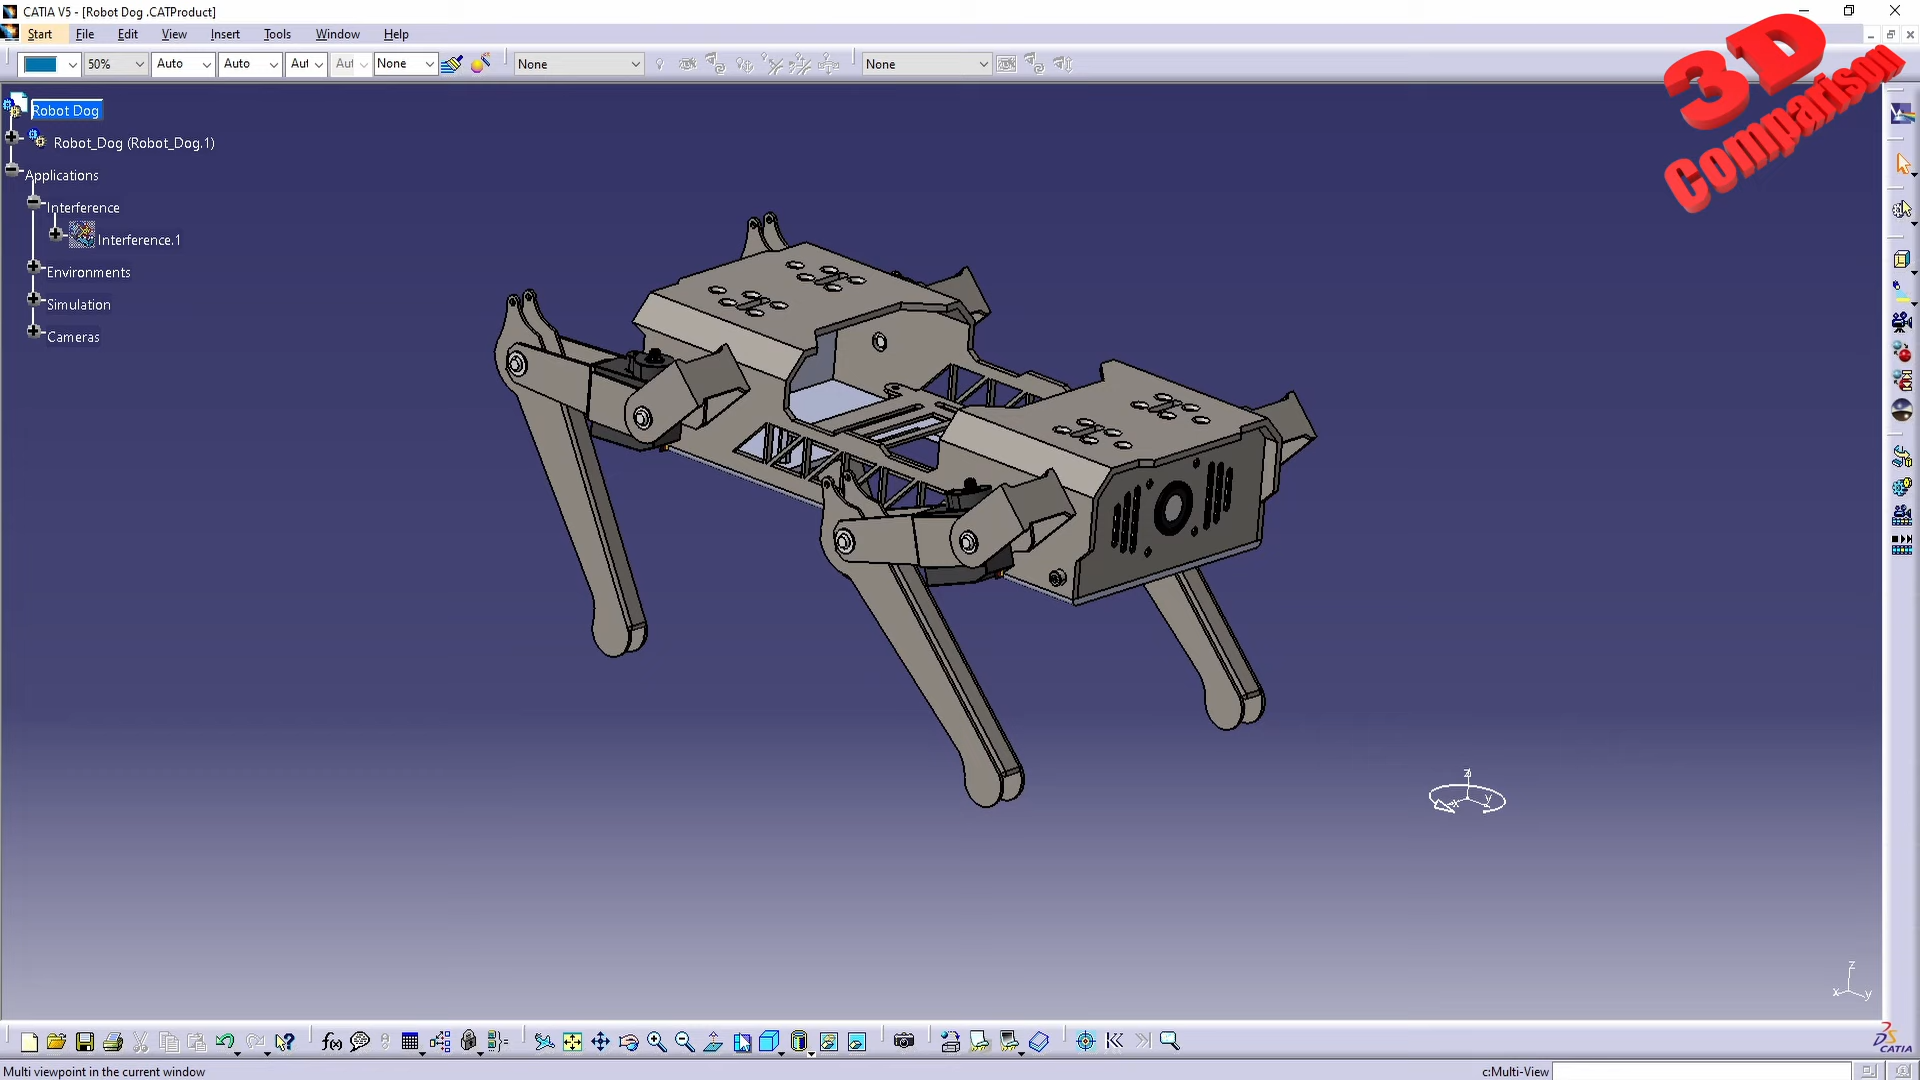 CATIA V5 - [Robot Dog .CATProduct]
Start File Edit View Insert Tools Window Help
50% Auto Auto Aut Aut None None None
3D
Comparison
Robot Dog
Robot_Dog (Robot_Dog.1)
Applications
Interference
Interference.1
Environments
Simulation
Cameras
z
x y
z
x y
f(x)
CATIA
Multi viewpoint in the current window c:Multi-View